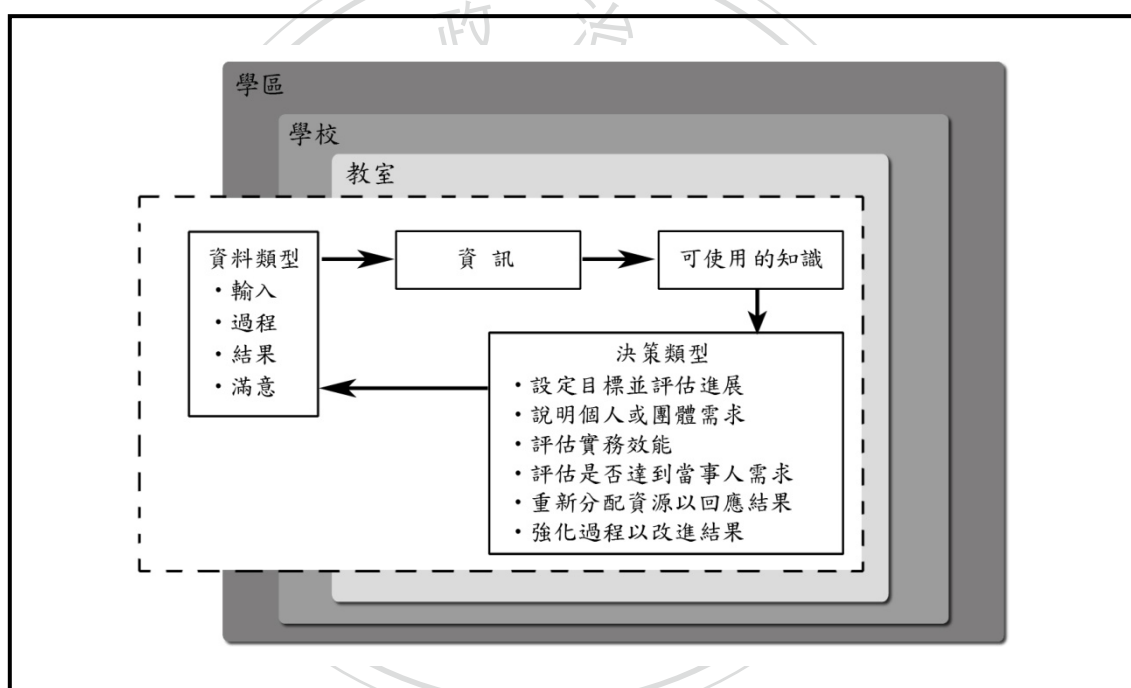 政治
學區
學校
教室
資料類型
・輸入
・過程
・結果
・滿意
資訊
可使用的知識
決策類型
・設定目標並評估進展
・說明個人或團體需求
・評估實務效能
・評估是否達到當事人需求
・重新分配資源以回應結果
・強化過程以改進結果